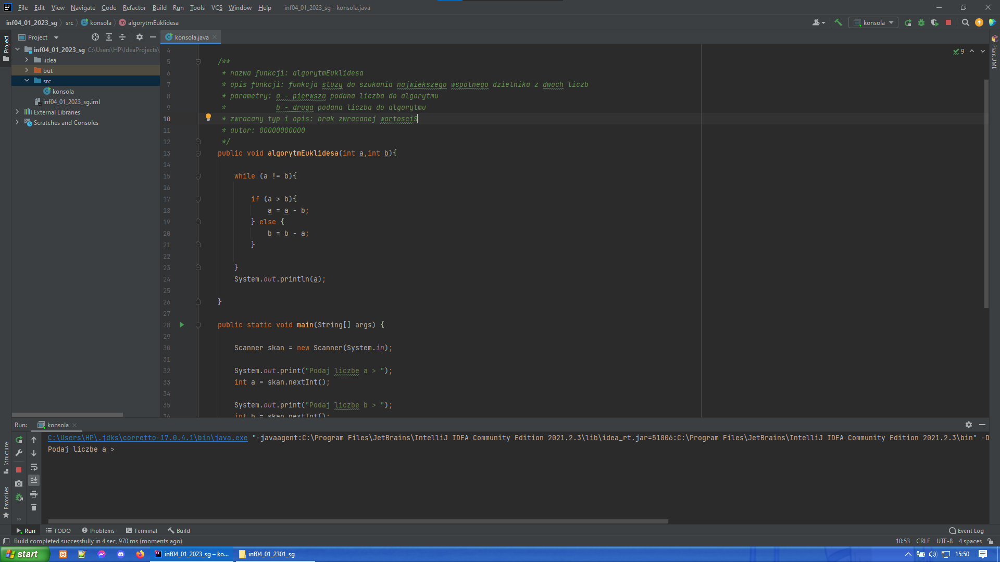 File Edit View Navigate Code Refactor Build Run Tools VCS Window Help inf04_01_2023_sg - konsola.java
inf04_01_2023_sg src konsola algorytmEuklidesa konsola
Project
Project
konsola.java
inf04_01_2023_sg C:\Users\HP\IdeaProjects\
.idea
out
src
konsola
inf04_01_2023_sg.iml
External Libraries
Scratches and Consoles
9
PlantUML
4
5 /**
6 * nazwa funkcji: algorytmEuklidesa
7 * opis funkcji: funkcja sluzy do szukania najwiekszego wspolnego dzielnika z dwoch liczb
8 * parametry: a - pierwsza podana liczba do algorytmu
9 * b - druga podana liczba do algorytmu
10 * zwracany typ i opis: brak zwracanej wartosciS
11 * autor: 00000000000
12 */
13 public void algorytmEuklidesa(int a,int b){
14
15 while (a != b){
16
17 if (a > b){
18 a = a - b;
19 } else {
20 b = b - a;
21 }
22
23 }
24 System.out.println(a);
25
26 }
27
28 public static void main(String[] args) {
29
30 Scanner skan = new Scanner(System.in);
31
32 System.out.print("Podaj liczbe a > ");
33 int a = skan.nextInt();
34
35 System.out.print("Podaj liczbe b > ");
36 int b = skan.nextInt();
Run: konsola
C:\Users\HP\.jdks\corretto-17.0.4.1\bin\java.exe "-javaagent:C:\Program Files\JetBrains\IntelliJ IDEA Community Edition 2021.2.3\lib\idea_rt.jar=51006:C:\Program Files\JetBrains\IntelliJ IDEA Community Edition 2021.2.3\bin" -D
Podaj liczbe a >
Structure
Favorites
Run TODO Problems Terminal Build Event Log
Build completed successfully in 4 sec, 970 ms (moments ago) 10:53 CRLF UTF-8 4 spaces
start inf04_01_2023_sg – ko... inf04_01_2301_sg 15:50